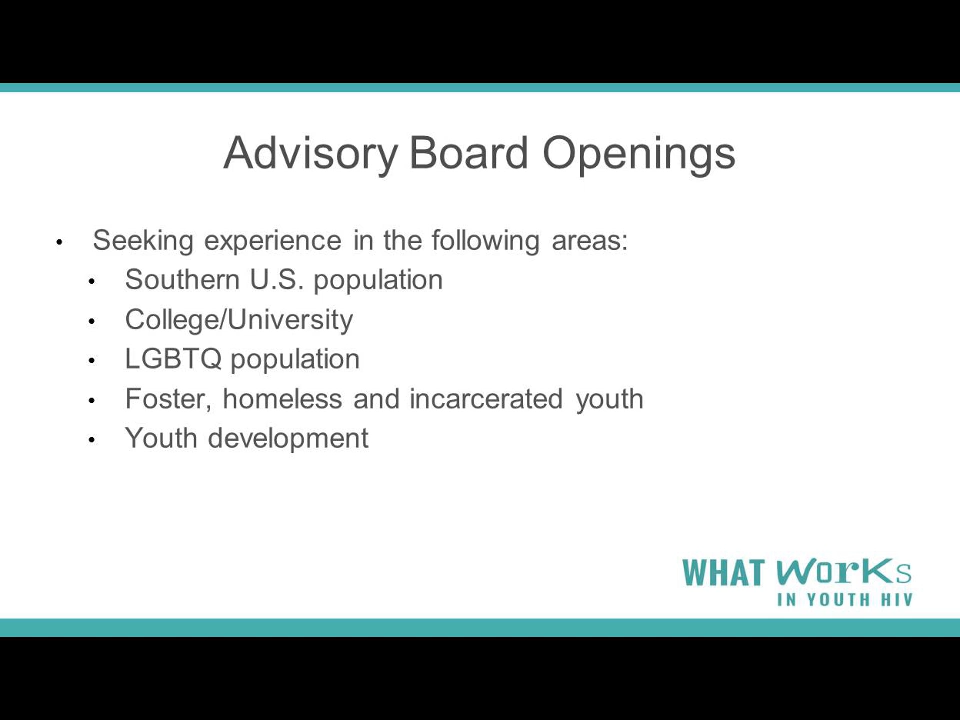 Advisory Board Openings
• Seeking experience in the following areas:
• Southern U.S. population
• College/University
• LGBTQ population
• Foster, homeless and incarcerated youth
• Youth development
WHAT WorKs
IN YOUTH HIV